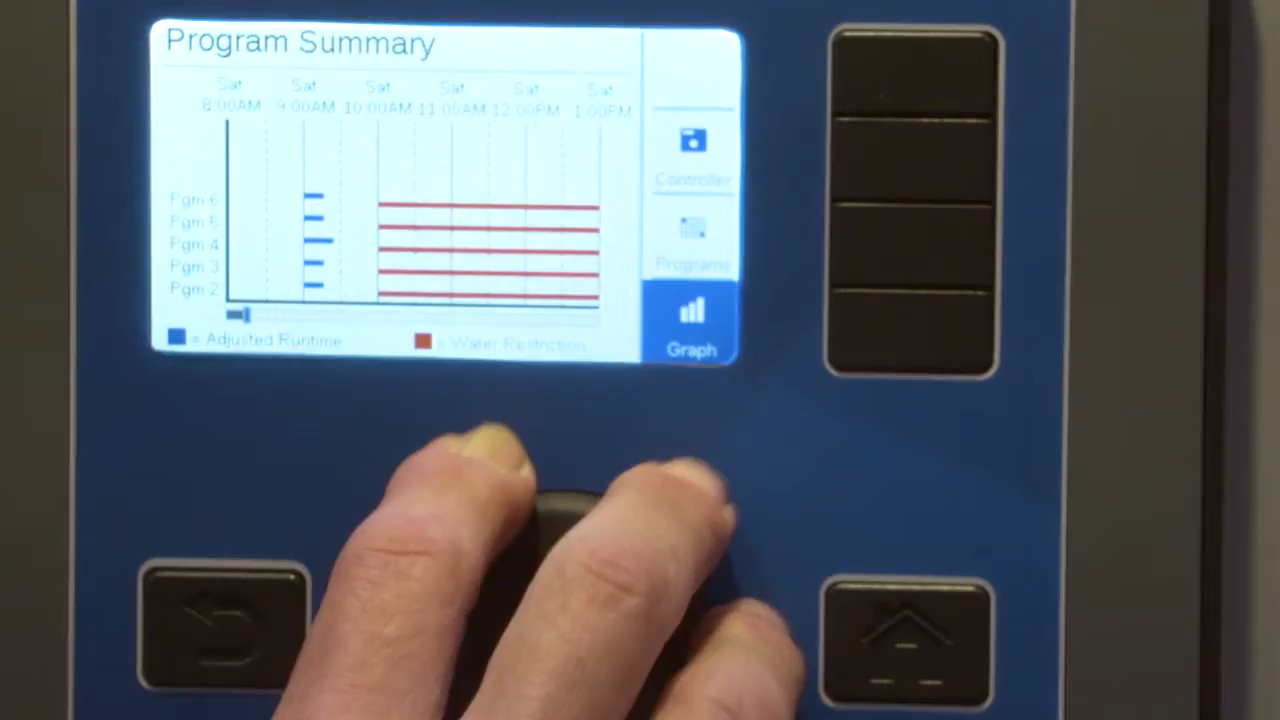 Program Summary
Sat Sat Sat Sat Sat Sat
8:00AM 9:00AM 10:00AM 11:00AM 12:00PM 1:00PM
Controller
Pgm 6
Pgm 5
Pgm 4
Programs
Pgm 3
Pgm 2
= Adjusted Runtime = Water Restriction
Graph